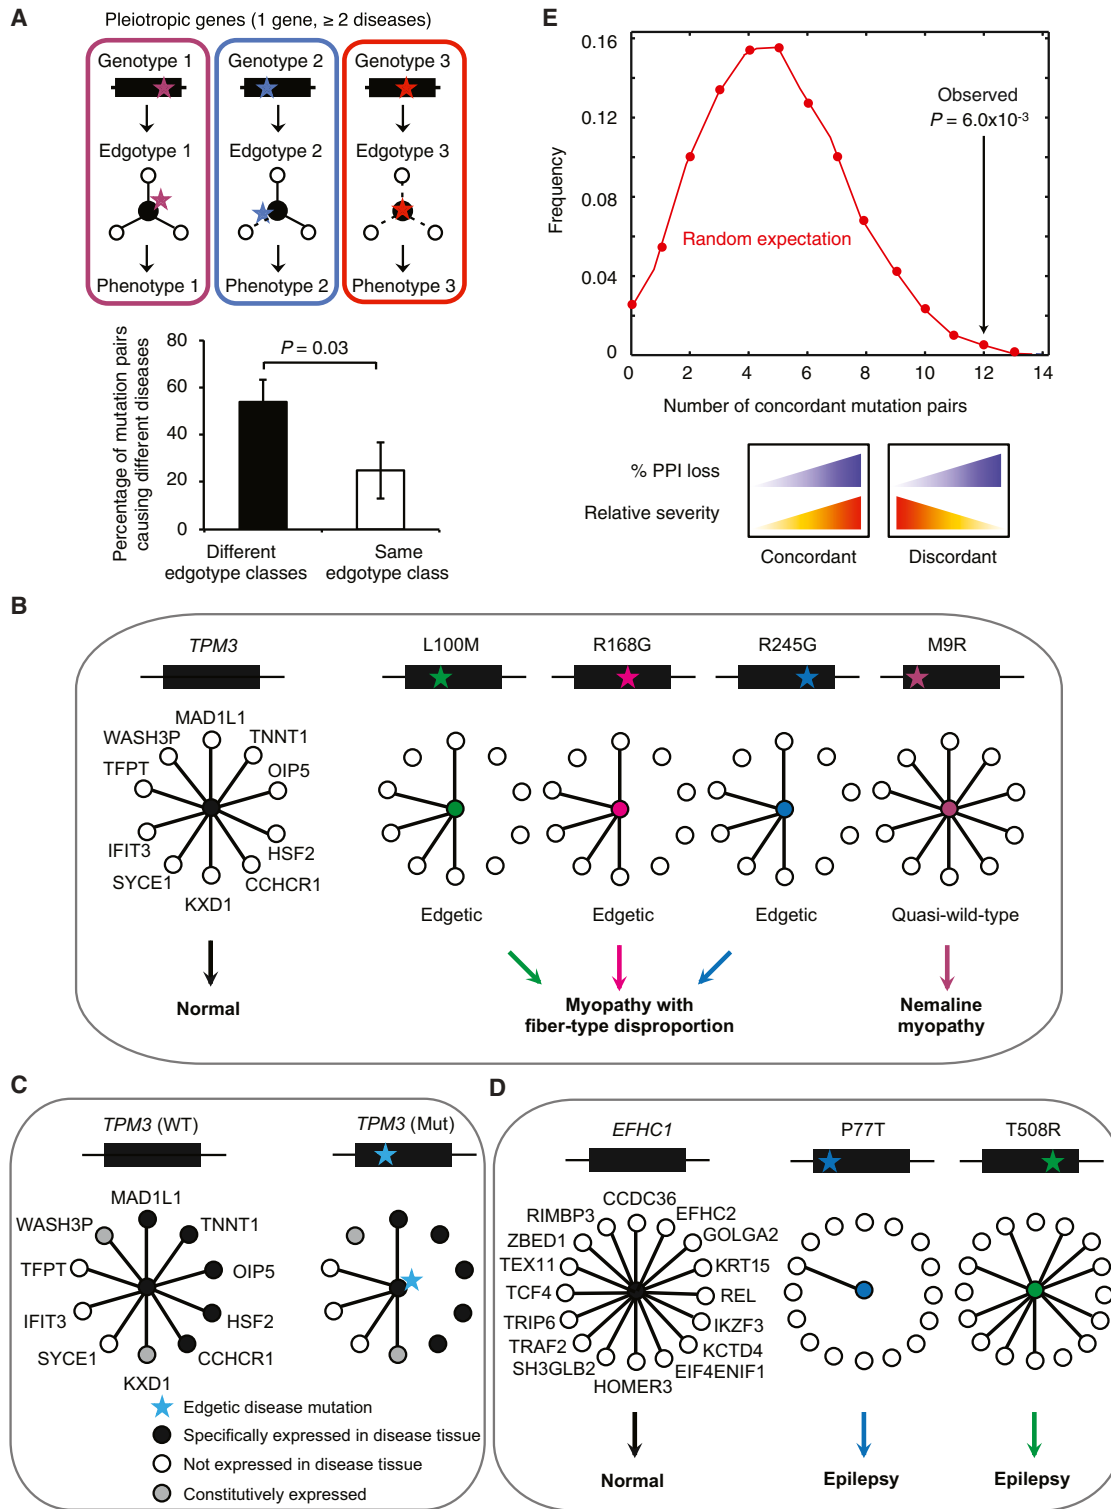 A
Pleiotropic genes (1 gene, ≥ 2 diseases)
Genotype 1
Genotype 2
Genotype 3
Edgotype 1
Edgotype 2
Edgotype 3
Phenotype 1
Phenotype 2
Phenotype 3
Percentage of mutation pairs
causing different diseases
80
60
40
20
0
P = 0.03
Different
edgotype classes
Same
edgotype class
E
Frequency
0.16
0.12
0.08
0.04
0
Random expectation
Observed
P = 6.0x10-3
0 2 4 6 8 10 12 14
Number of concordant mutation pairs
% PPI loss
Relative severity
Concordant
Discordant
B
TPM3
L100M
R168G
R245G
M9R
MAD1L1
WASH3P
TNNT1
TFPT
OIP5
IFIT3
HSF2
SYCE1
CCHCR1
KXD1
Edgetic
Edgetic
Edgetic
Quasi-wild-type
Normal
Myopathy with
fiber-type disproportion
Nemaline
myopathy
C
TPM3 (WT)
TPM3 (Mut)
MAD1L1
WASH3P
TNNT1
TFPT
OIP5
IFIT3
HSF2
SYCE1
CCHCR1
KXD1
Edgetic disease mutation
Specifically expressed in disease tissue
Not expressed in disease tissue
Constitutively expressed
D
EFHC1
P77T
T508R
CCDC36
RIMBP3
EFHC2
ZBED1
GOLGA2
TEX11
KRT15
TCF4
REL
TRIP6
IKZF3
TRAF2
KCTD4
SH3GLB2
EIF4ENIF1
HOMER3
Normal
Epilepsy
Epilepsy